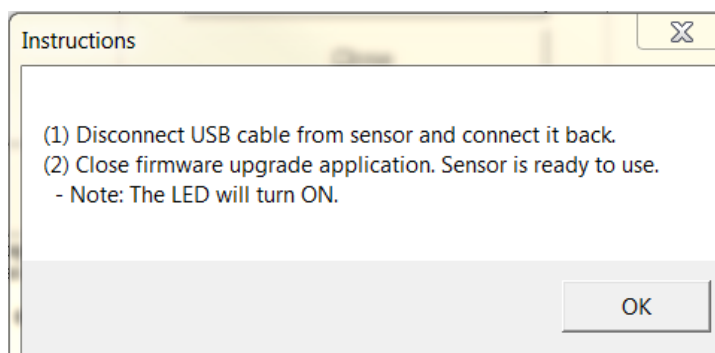 Instructions
(1) Disconnect USB cable from sensor and connect it back.
(2) Close firmware upgrade application. Sensor is ready to use.
- Note: The LED will turn ON.
OK